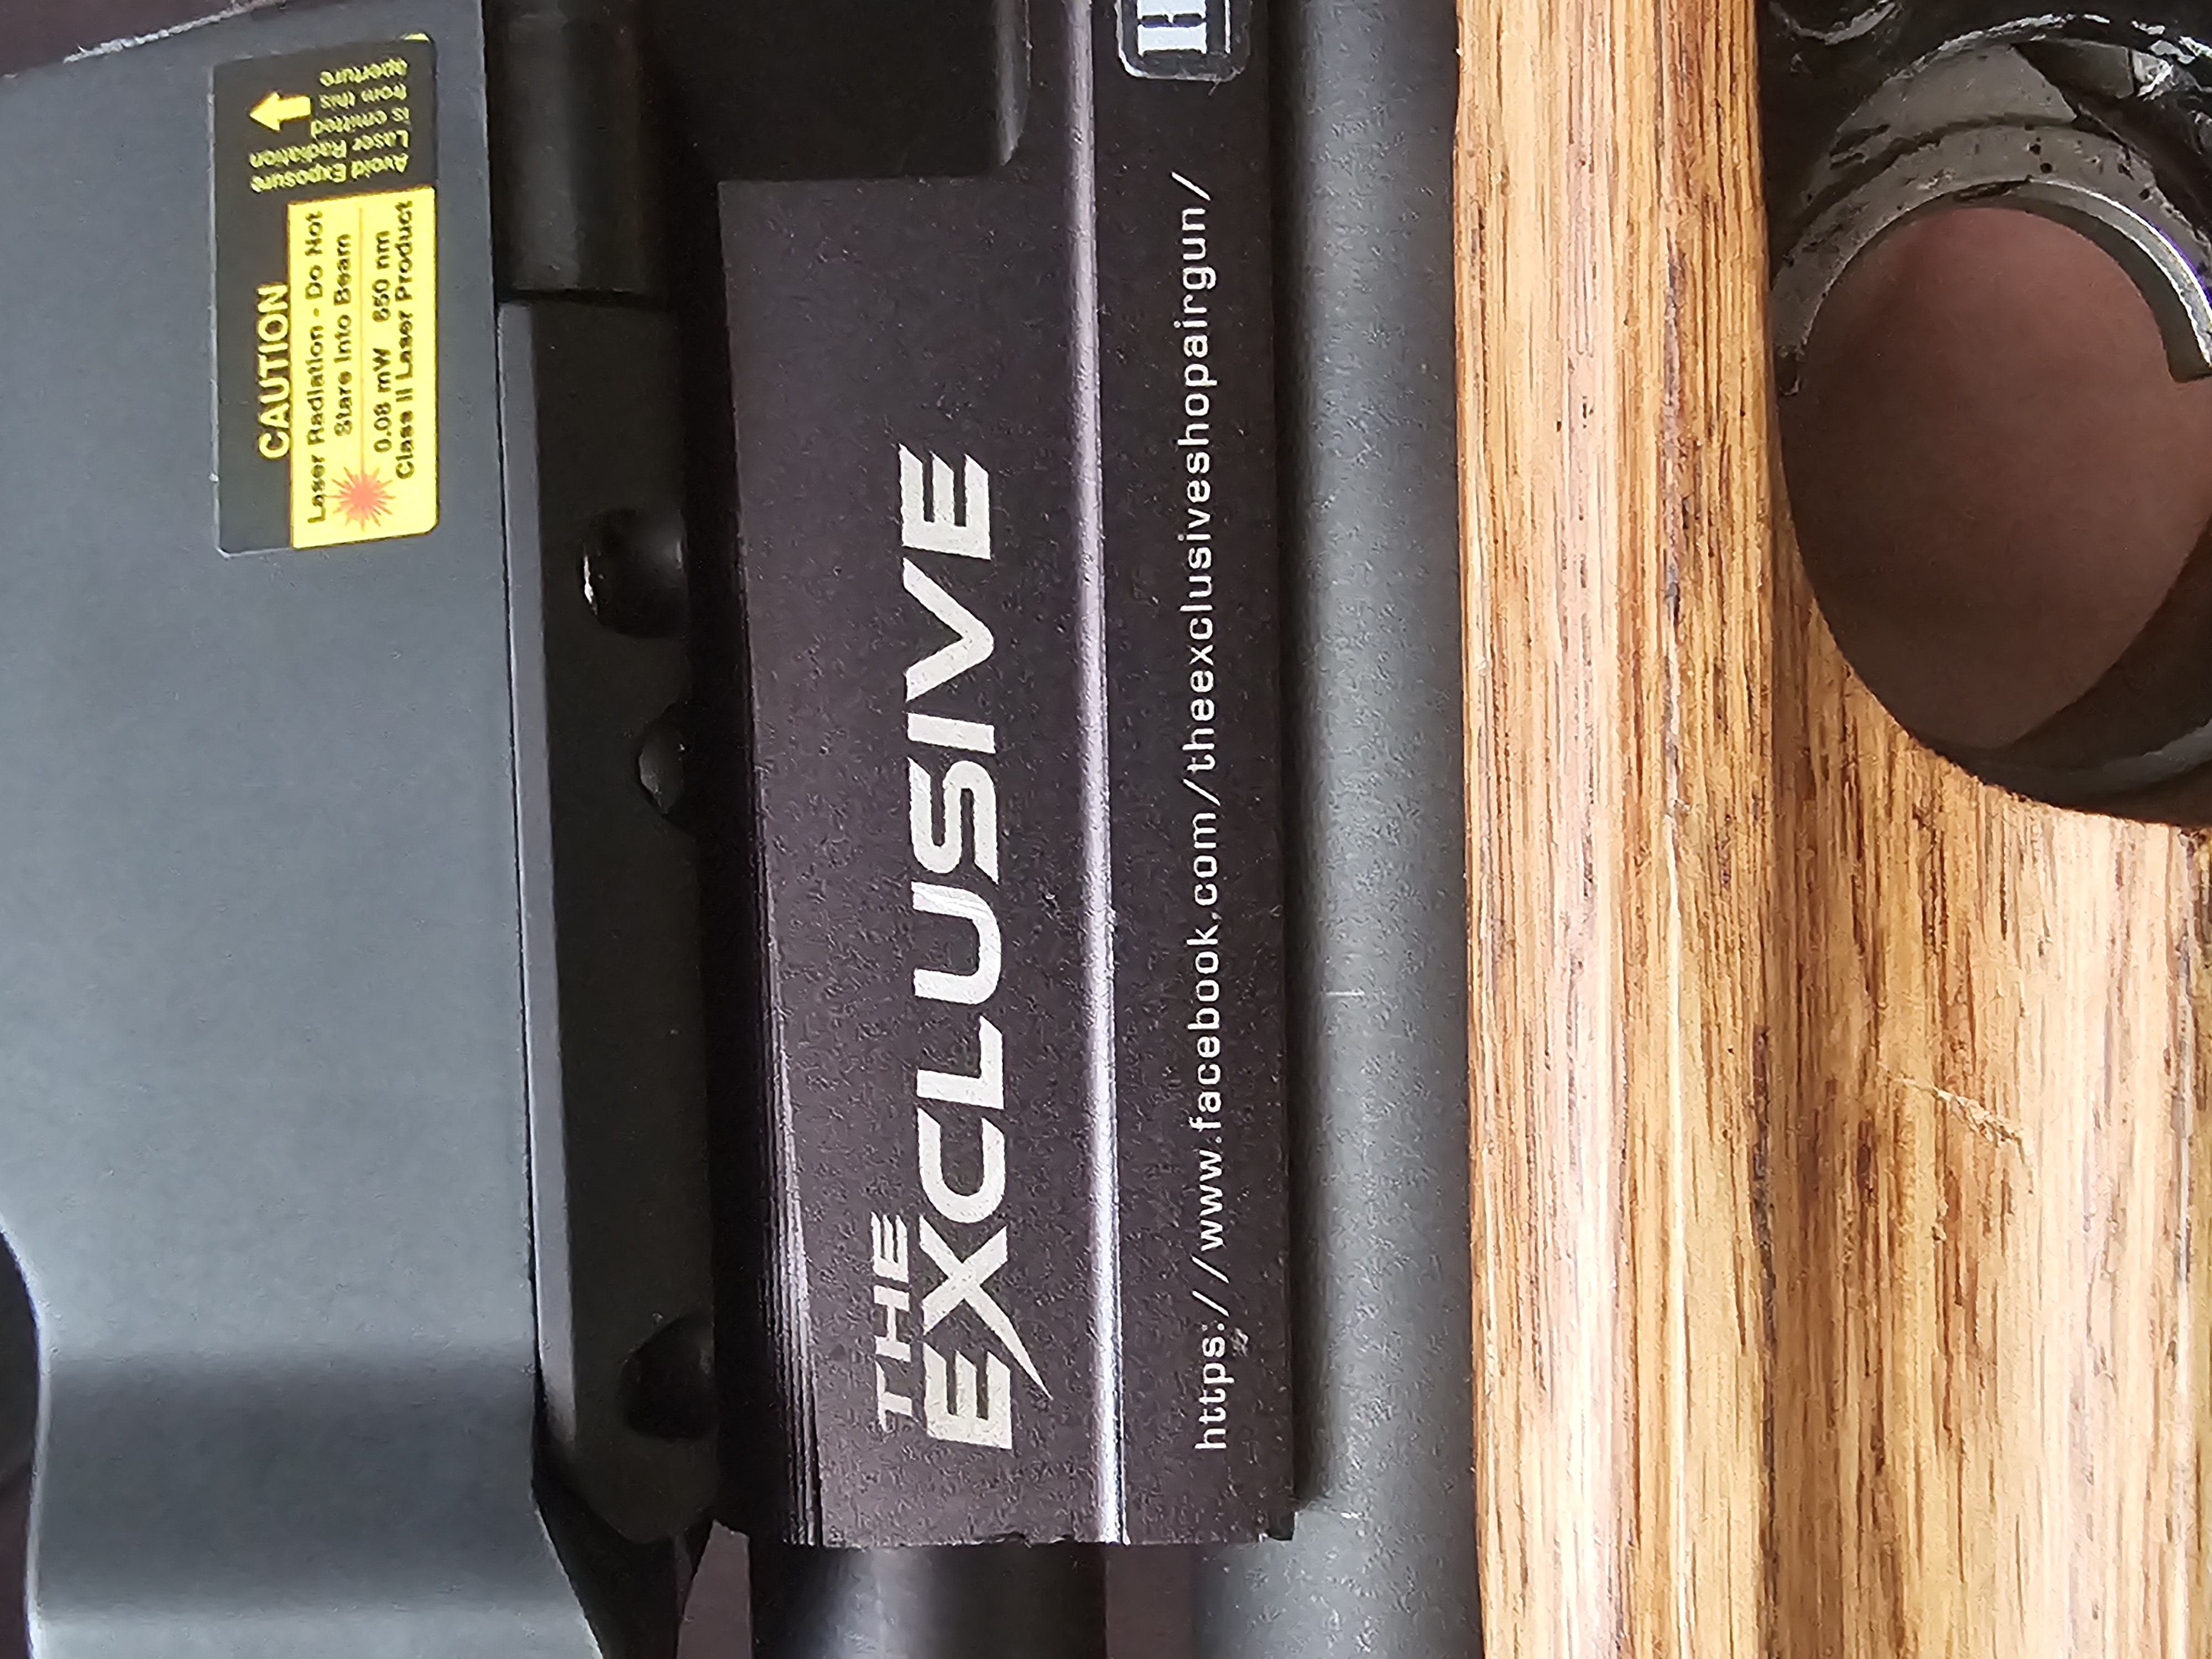 CAUTION
Laser Radiation - Do Not
Stare Into Beam
0.08 mW 650 nm
Class II Laser Product
Avoid Exposure
Laser Radiation
is emitted
from this
aperture
THE
EXCLUSIVE
https://www.facebook.com/theexclusiveshopairgun/